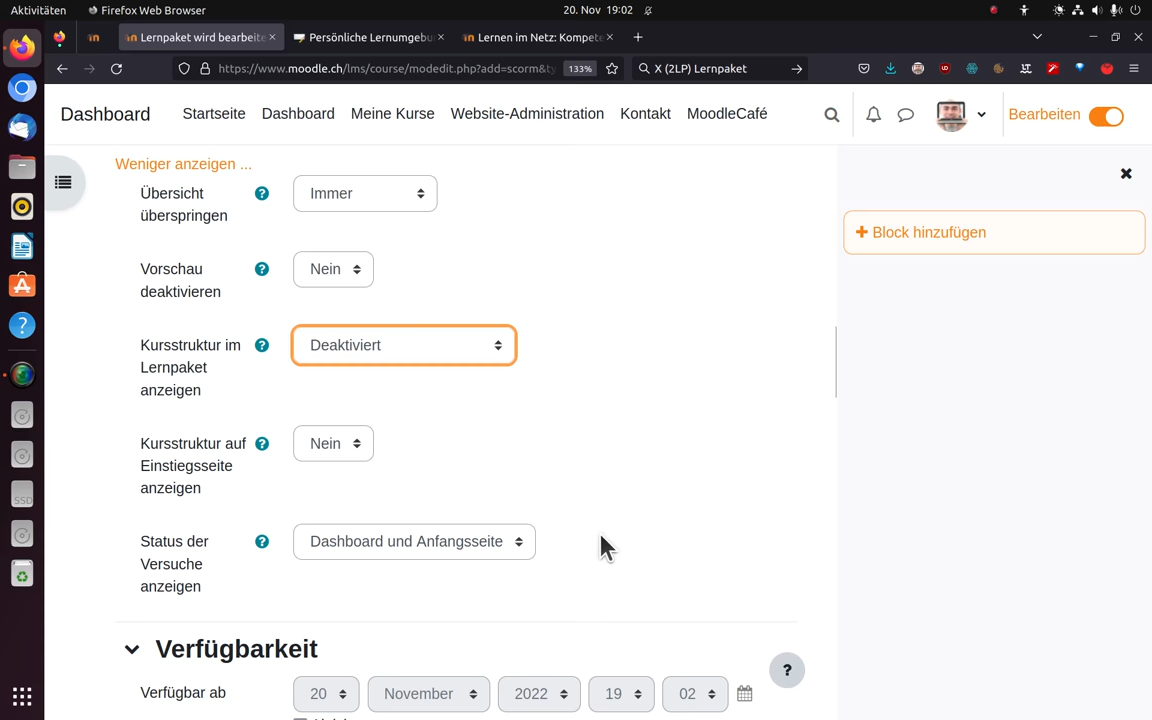 Aktivitäten
Firefox Web Browser
20. Nov 19:02
Lernpaket wird bearbeite
Persönliche Lernumgebu
Lernen im Netz: Kompete
https://www.moodle.ch/lms/course/modedit.php?add=scorm&ty
133%
X (2LP) Lernpaket
Dashboard
Startseite
Dashboard
Meine Kurse
Website-Administration
Kontakt
MoodleCafé
Bearbeiten
Weniger anzeigen ...
Übersicht
überspringen
Immer
Vorschau
deaktivieren
Nein
Kursstruktur im
Lernpaket
anzeigen
Deaktiviert
Kursstruktur auf
Einstiegsseite
anzeigen
Nein
Status der
Versuche
anzeigen
Dashboard und Anfangsseite
Block hinzufügen
Verfügbarkeit
Verfügbar ab
20
November
2022
19
02
?
SSD